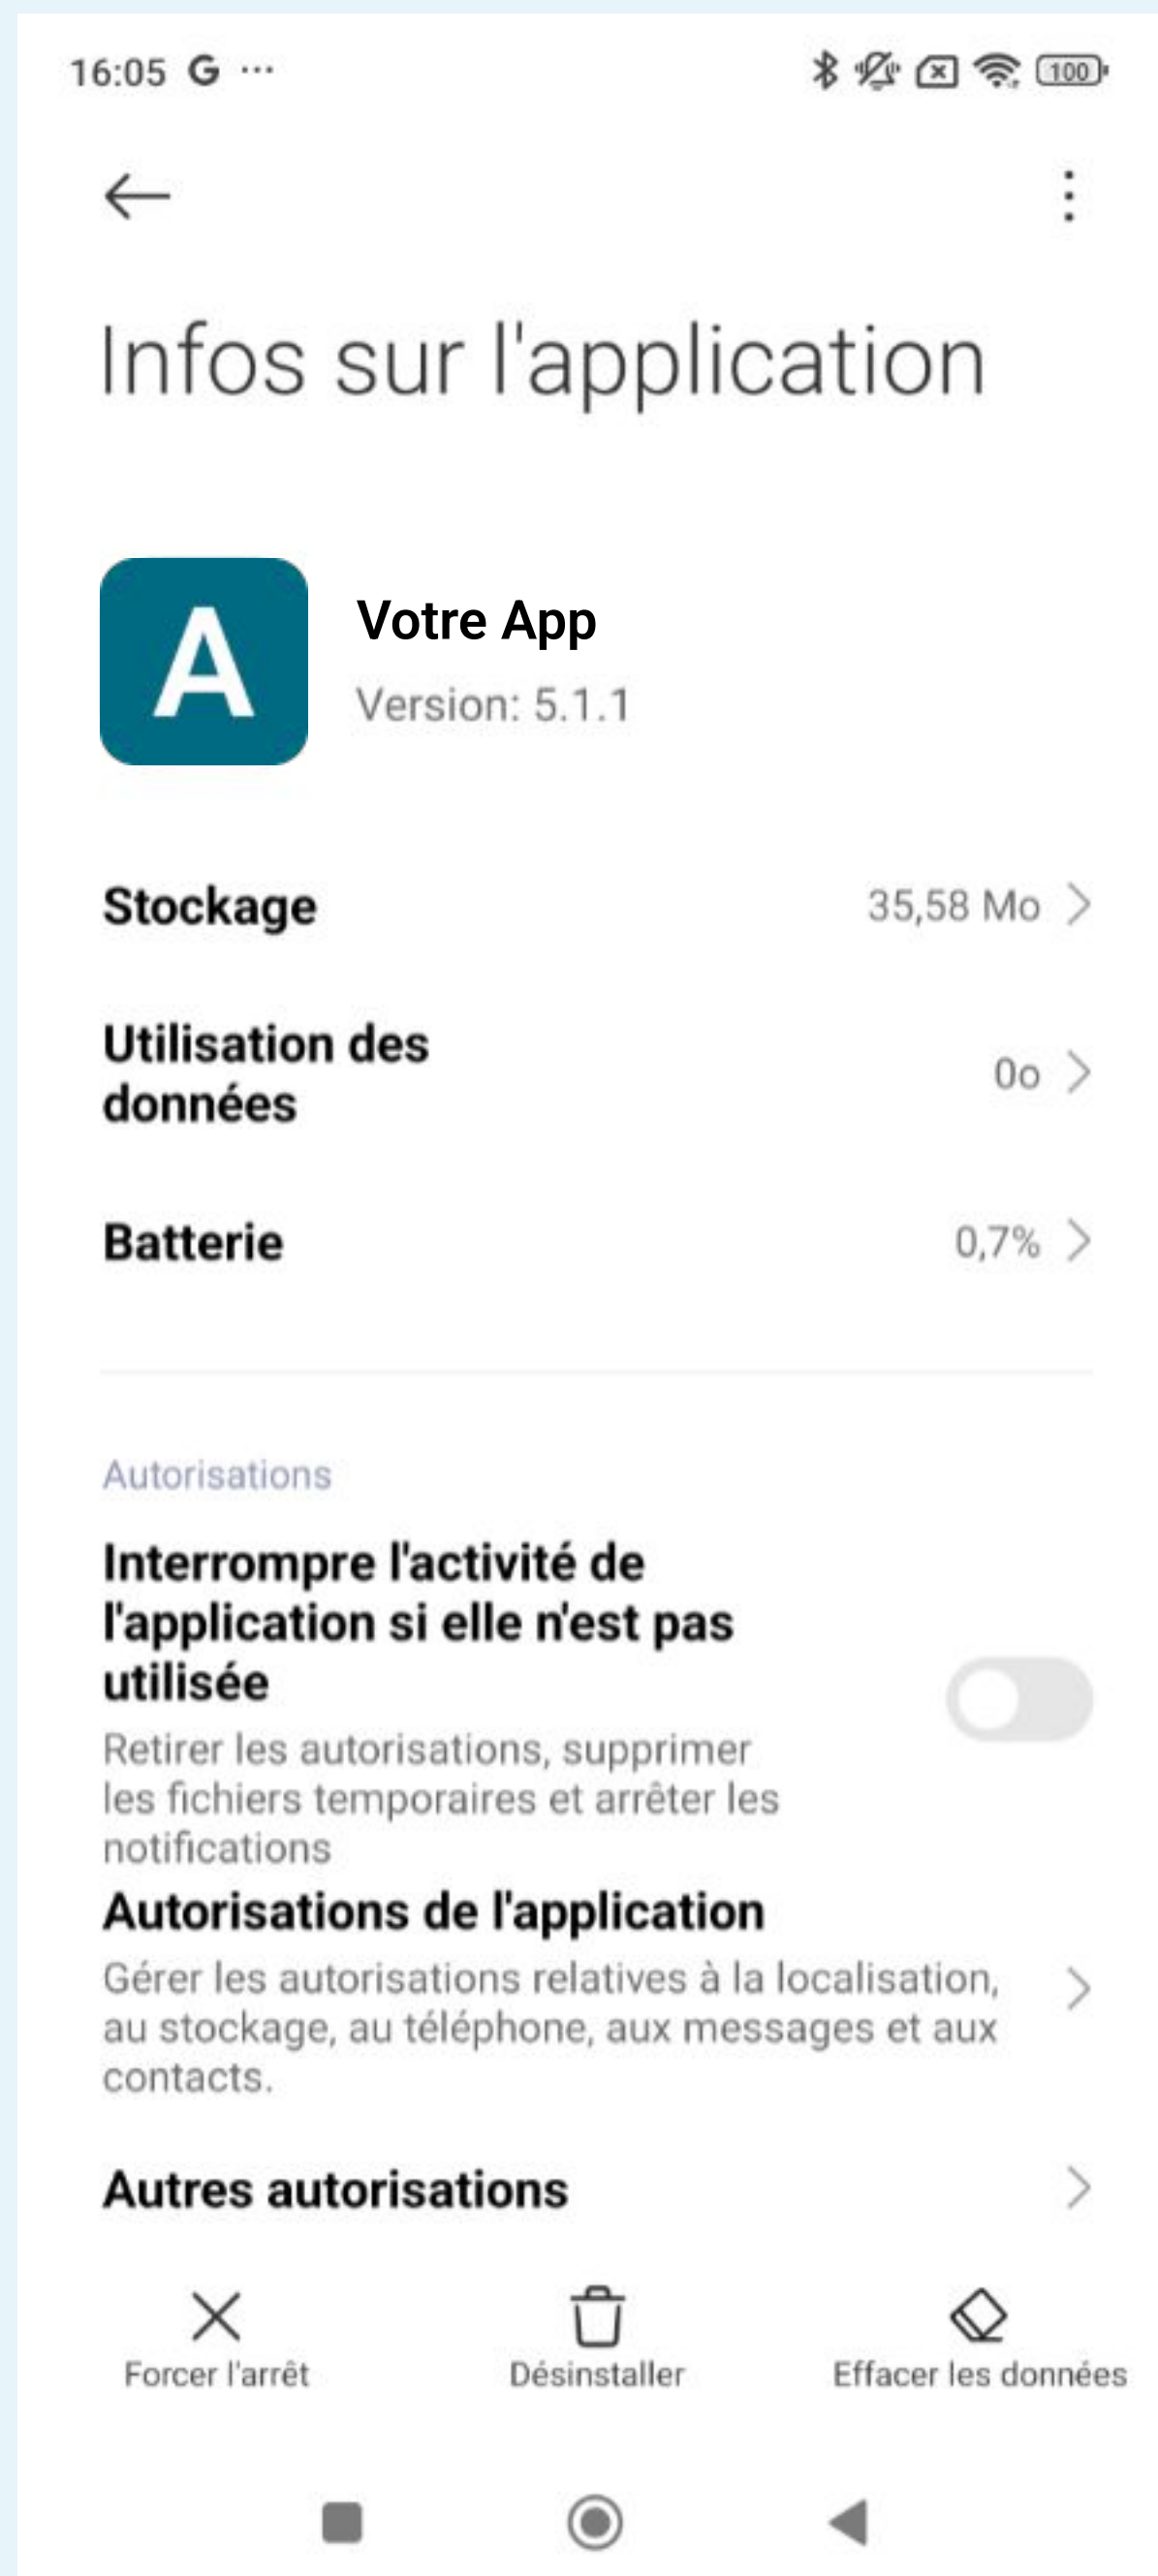 16:05 G ...
100
Infos sur l'application
A
Votre App
Version: 5.1.1
Stockage
35,58 Mo
Utilisation des
données
0o
Batterie
0,7%
Autorisations
Interrompre l'activité de
l'application si elle n'est pas
utilisée
Retirer les autorisations, supprimer
les fichiers temporaires et arrêter les
notifications
Autorisations de l'application
Gérer les autorisations relatives à la localisation,
au stockage, au téléphone, aux messages et aux
contacts.
Autres autorisations
Forcer l'arrêt
Désinstaller
Effacer les données